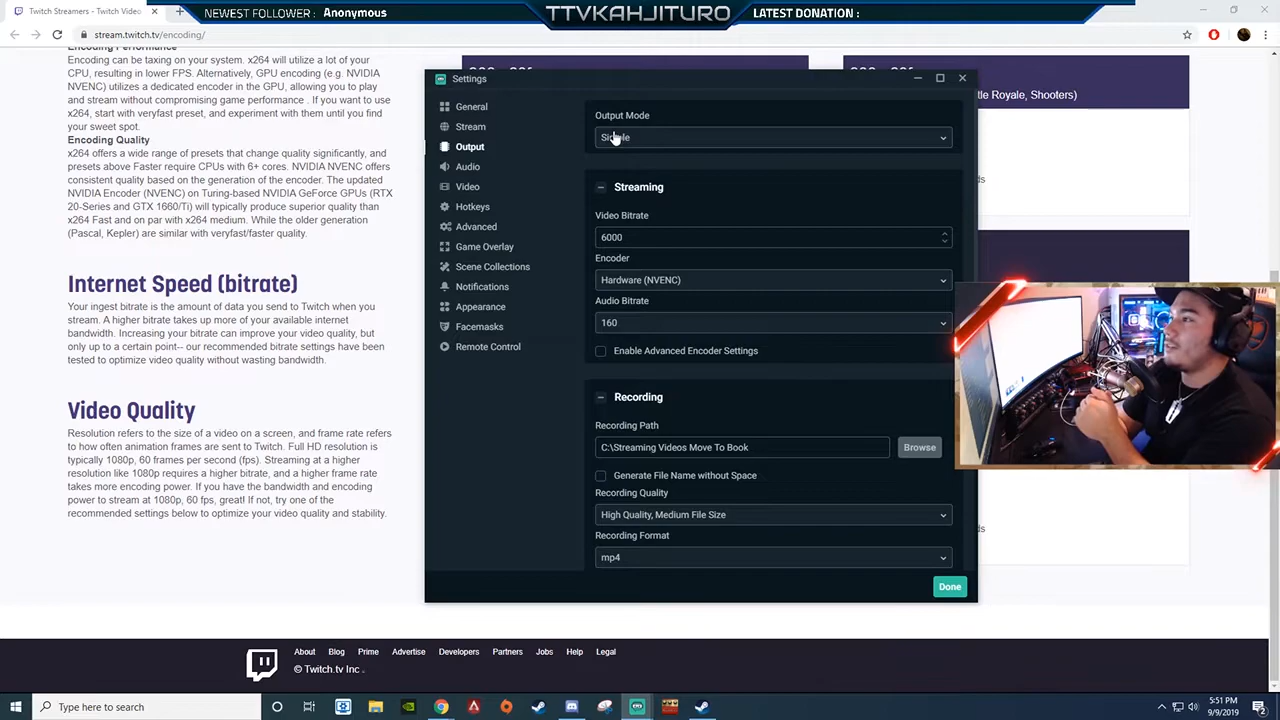 Twitch Streamers - Twitch Video
NEWEST FOLLOWER : Anonymous
TTVKAHJITURO
LATEST DONATION :
stream.twitch.tv/encoding/
Encoding Performance
Encoding can be taxing on your system. x264 will utilize a lot of your
CPU, resulting in lower FPS. Alternatively, GPU encoding (e.g. NVIDIA
NVENC) utilizes a dedicated encoder in the GPU, allowing you to play
and stream without compromising game performance . If you want to use
x264, start with veryfast preset, and experiment with them until you find
your sweet spot.
Encoding Quality
x264 offers a wide range of presets that change quality significantly, and
presets above Faster require CPUs with 6+ cores. NVIDIA NVENC offers
consistent quality based on the generation of the encoder. The updated
NVIDIA Encoder (NVENC) on Turing-based NVIDIA GeForce GPUs (RTX
20-Series and GTX 1660/Ti) will typically produce superior quality than
x264 Fast and on par with x264 medium. While the older generation
(Pascal, Kepler) are similar with veryfast/faster quality.
Internet Speed (bitrate)
Your ingest bitrate is the amount of data you send to Twitch when you
stream. A higher bitrate takes up more of your available internet
bandwidth. Increasing your bitrate can improve your video quality, but
only up to a certain point-- our recommended bitrate settings have been
tested to optimize video quality without wasting bandwidth.
Video Quality
Resolution refers to the size of a video on a screen, and frame rate refers
to how often animation frames are sent to Twitch. Full HD resolution is
typically 1080p, 60 frames per second (fps). Streaming at a higher
resolution like 1080p requires a higher bitrate, and a higher frame rate
takes more encoding power. If you have the bandwidth and encoding
power to stream at 1080p, 60 fps, great! If not, try one of the
recommended settings below to optimize your video quality and stability.
Settings
General
Stream
Output
Audio
Video
Hotkeys
Advanced
Game Overlay
Scene Collections
Notifications
Appearance
Facemasks
Remote Control
Output Mode
Simple
Streaming
Video Bitrate
6000
Encoder
Hardware (NVENC)
Audio Bitrate
160
Enable Advanced Encoder Settings
Recording
Recording Path
C:\Streaming Videos Move To Book
Browse
Generate File Name without Space
Recording Quality
High Quality, Medium File Size
Recording Format
mp4
Done
tle Royale, Shooters)
ds
ds
About Blog Prime Advertise Developers Partners Jobs Help Legal
© Twitch.tv Inc .
Type here to search
5:51 PM
9/9/2019
2